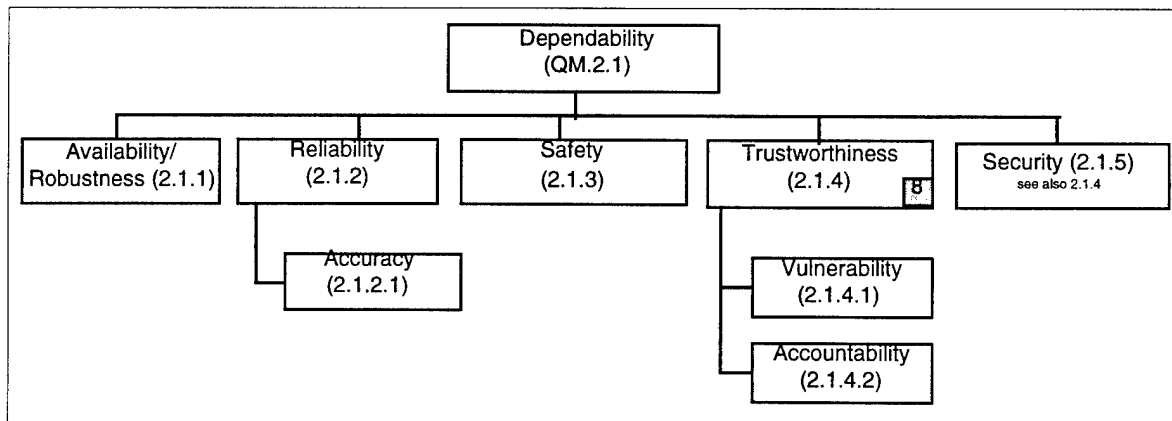 Dependability
(QM.2.1)
Availability/
Robustness (2.1.1)
Reliability
(2.1.2)
Safety
(2.1.3)
Trustworthiness
(2.1.4)
8
Security (2.1.5)
see also 2.1.4
Accuracy
(2.1.2.1)
Vulnerability
(2.1.4.1)
Accountability
(2.1.4.2)